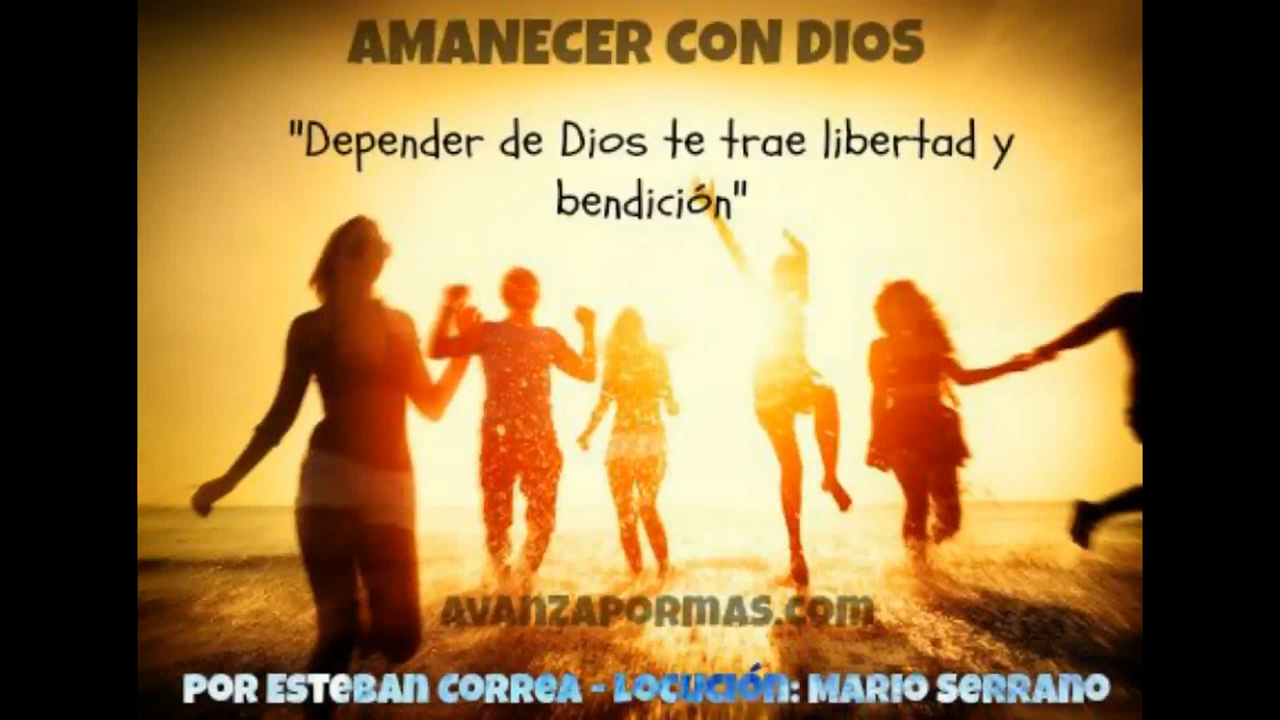 AMANECER CON DIOS
"Depender de Dios te trae libertad y
bendición"
AVANZAPORMAS.COM
POR ESTEBAN CORREA - LOCUCIÓN: MARIO SERRANO